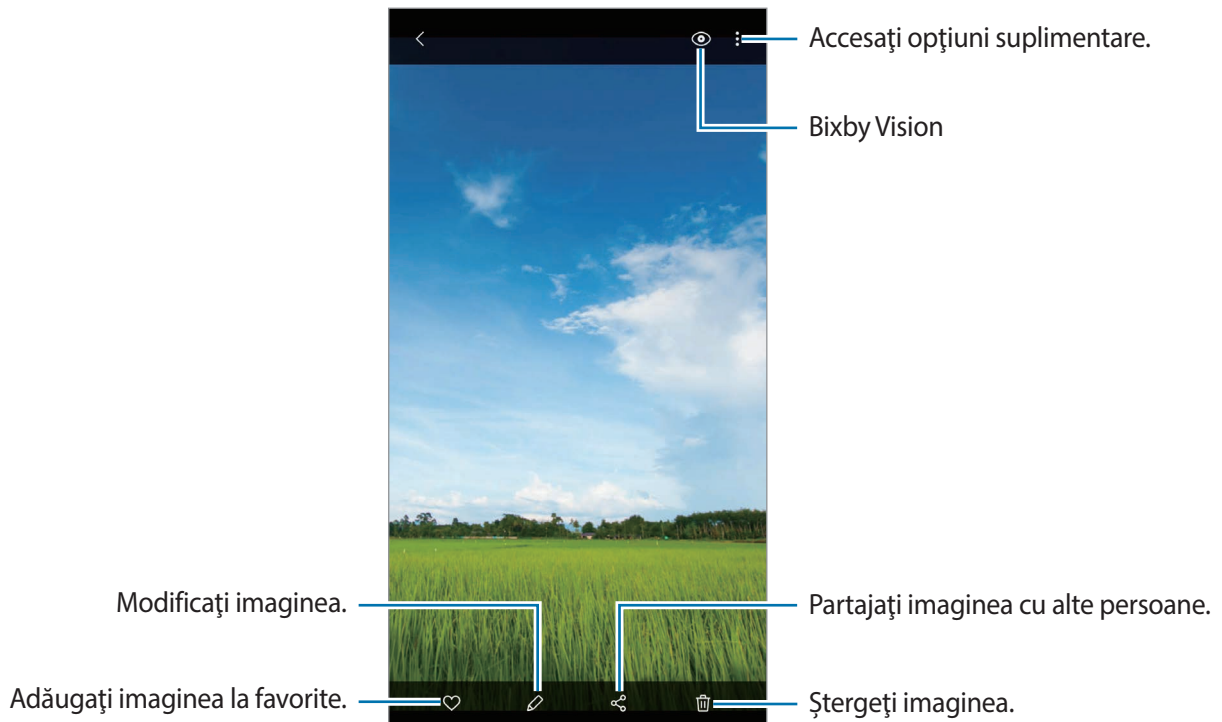 Accesaţi opţiuni suplimentare.
Bixby Vision
Modificaţi imaginea.
Partajaţi imaginea cu alte persoane.
Adăugaţi imaginea la favorite.
Ştergeţi imaginea.